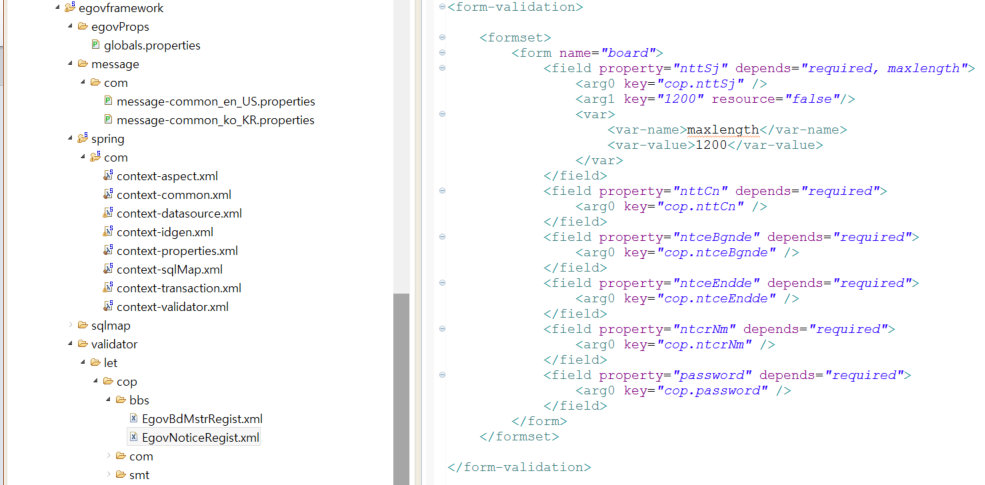 egovframework
egovProps
globals.properties
message
com
message-common_en_US.properties
message-common_ko_KR.properties
spring
com
context-aspect.xml
context-common.xml
context-datasource.xml
context-idgen.xml
context-properties.xml
context-sqlMap.xml
context-transaction.xml
context-validator.xml
sqlmap
validator
let
cop
bbs
EgovBdMstrRegist.xml
EgovNoticeRegist.xml
com
smt
<form-validation>
<formset>
<form name="board">
<field property="nttSj" depends="required, maxlength">
<arg0 key="cop.nttSj" />
<arg1 key="1200" resource="false"/>
<var>
<var-name>maxlength</var-name>
<var-value>1200</var-value>
</var>
</field>
<field property="nttCn" depends="required">
<arg0 key="cop.nttCn" />
</field>
<field property="ntceBgnde" depends="required">
<arg0 key="cop.ntceBgnde" />
</field>
<field property="ntceEndde" depends="required">
<arg0 key="cop.ntceEndde" />
</field>
<field property="ntcrNm" depends="required">
<arg0 key="cop.ntcrNm" />
</field>
<field property="password" depends="required">
<arg0 key="cop.password" />
</field>
</form>
</formset>
</form-validation>